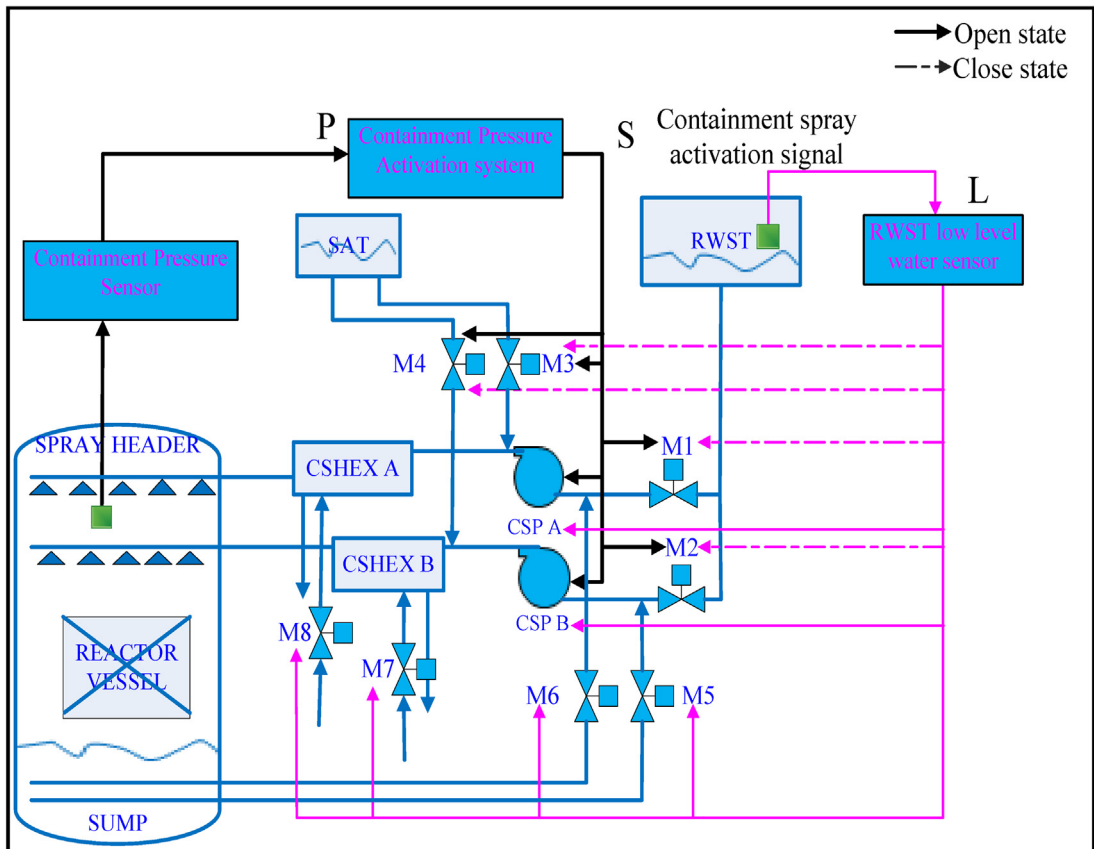 Open state
Close state
P
Containment Pressure
Activation system
S
Containment spray
activation signal
L
SAT
RWST
RWST low level
water sensor
Containment Pressure
Sensor
M4
M3
SPRAY HEADER
M1
CSHEX A
CSP A
M2
CSHEX B
CSP B
M8
REACTOR
VESSEL
M7
M6
M5
SUMP